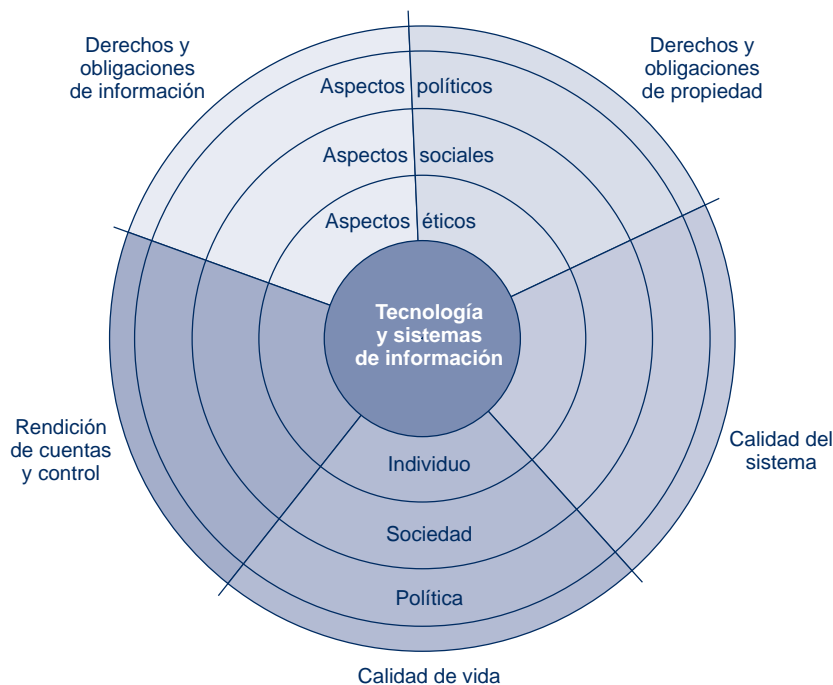 Derechos y
obligaciones
de información
Derechos y
obligaciones
de propiedad
Aspectos políticos
Aspectos sociales
Aspectos éticos
Tecnología
y sistemas
de información
Rendición
de cuentas
y control
Calidad del
sistema
Individuo
Sociedad
Política
Calidad de vida